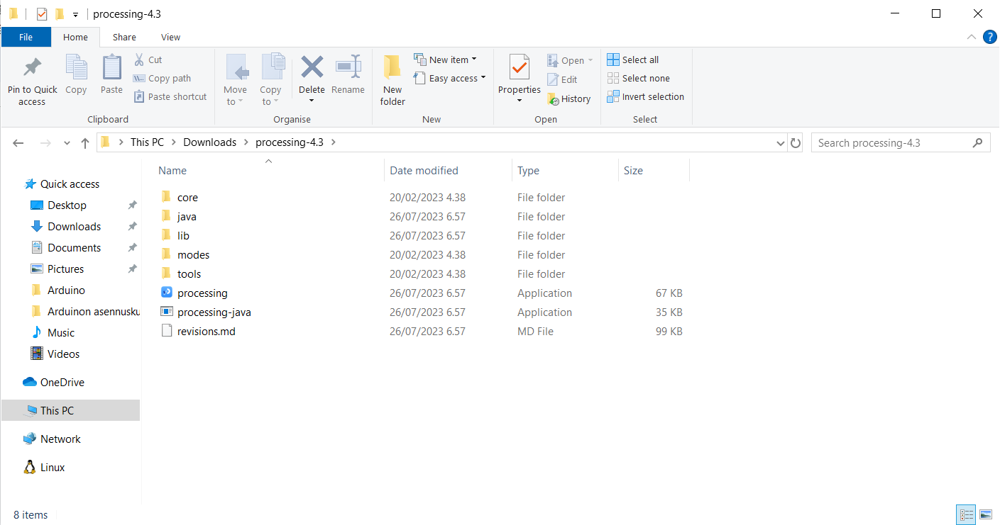 processing-4.3
File Home Share View
Pin to Quick access
Copy
Paste
Cut
Copy path
Paste shortcut
Clipboard
Move to
Copy to
Delete
Rename
Organise
New folder
New item
Easy access
New
Properties
Open
Edit
History
Open
Select all
Select none
Invert selection
Select
This PC Downloads processing-4.3
Search processing-4.3
Quick access
Desktop
Downloads
Documents
Pictures
Arduino
Arduinon asennusku
Music
Videos
OneDrive
This PC
Network
Linux
Name Date modified Type Size
core 20/02/2023 4.38 File folder
java 26/07/2023 6.57 File folder
lib 26/07/2023 6.57 File folder
modes 20/02/2023 4.38 File folder
tools 20/02/2023 4.38 File folder
processing 26/07/2023 6.57 Application 67 KB
processing-java 26/07/2023 6.57 Application 35 KB
revisions.md 26/07/2023 6.57 MD File 99 KB
8 items